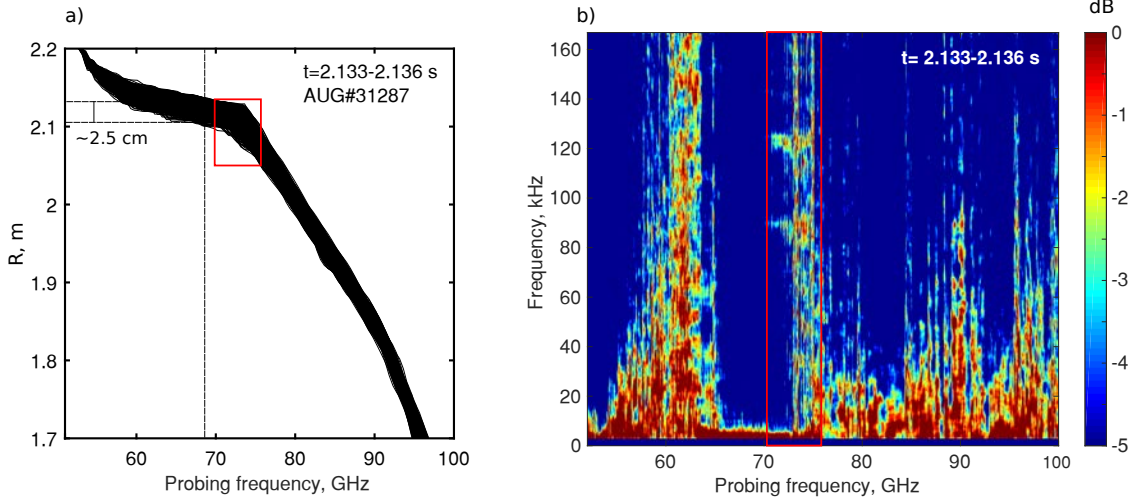 a)
2.2
2.1
2
1.9
1.8
1.7
R, m
t=2.133-2.136 s
AUG#31287
~2.5 cm
60
70
80
90
100
Probing frequency, GHz
b)
160
140
120
100
80
60
40
20
0
Frequency, kHz
t= 2.133-2.136 s
60
70
80
90
100
Probing frequency, GHz
dB
0
-1
-2
-3
-4
-5